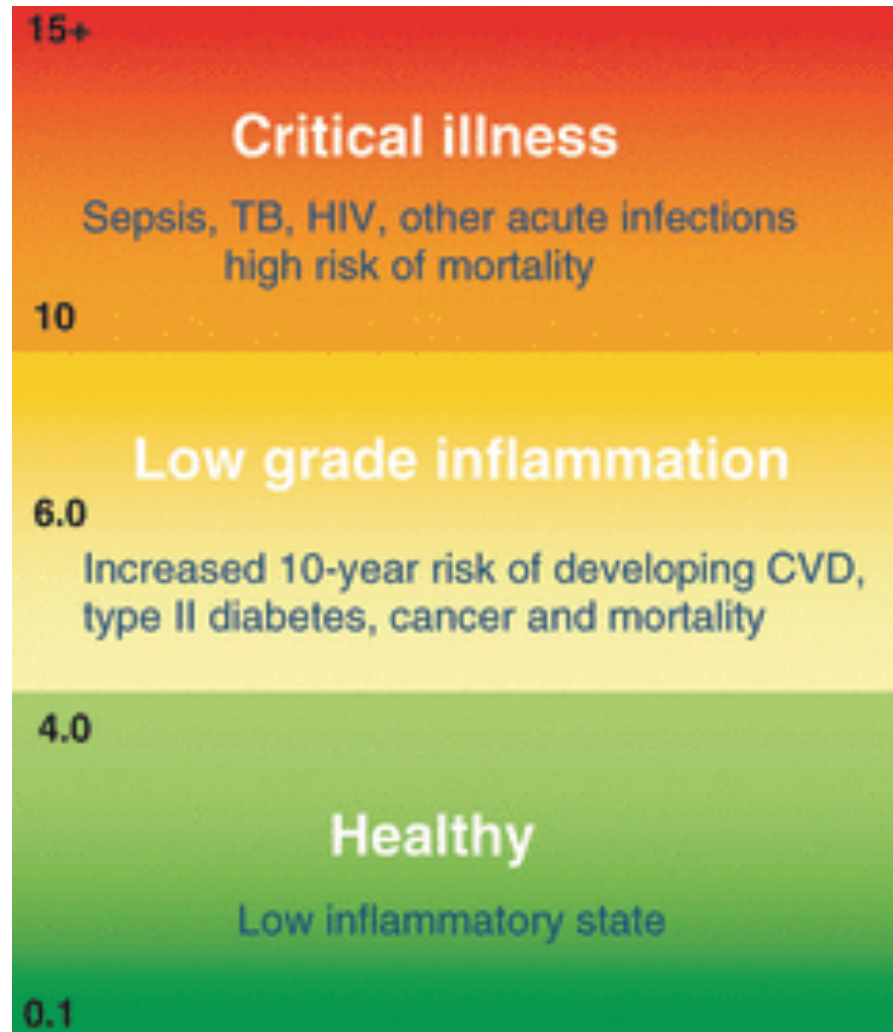 15+
Critical illness
Sepsis, TB, HIV, other acute infections
high risk of mortality
10
Low grade inflammation
6.0
Increased 10-year risk of developing CVD,
type II diabetes, cancer and mortality
4.0
Healthy
Low inflammatory state
0.1